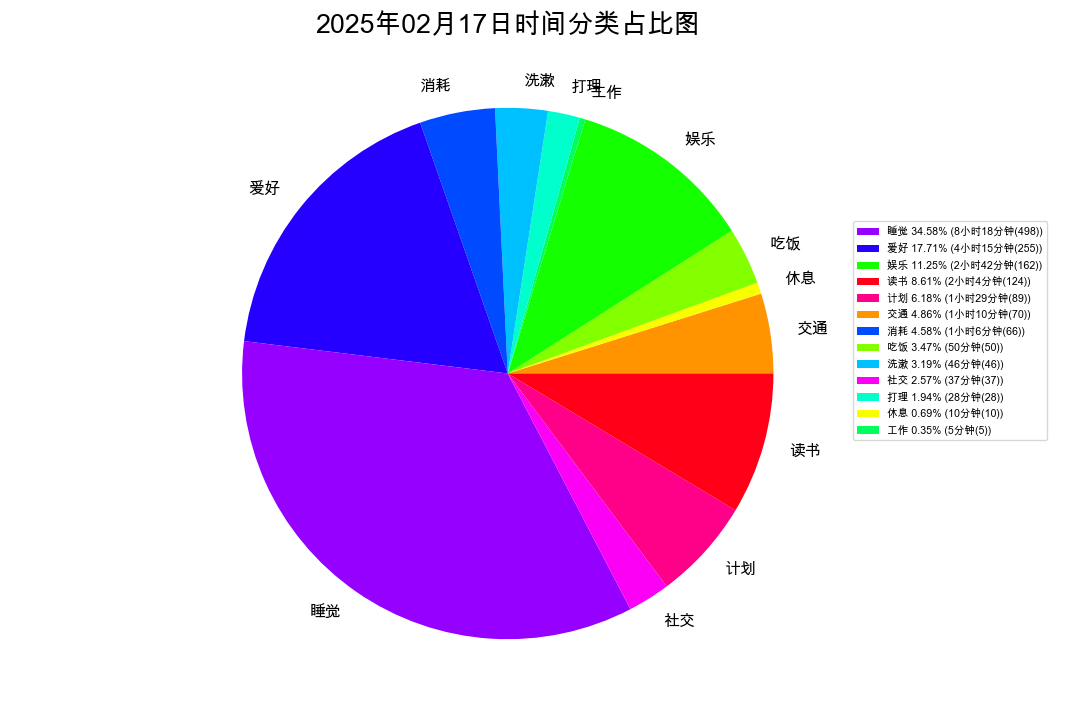 2025年02月17日时间分类占比图
消耗
洗漱
打理
工作
娱乐
爱好
吃饭
休息
交通
读书
计划
社交
睡觉
睡觉 34.58% (8小时18分钟(498))
爱好 17.71% (4小时15分钟(255))
娱乐 11.25% (2小时42分钟(162))
读书 8.61% (2小时4分钟(124))
计划 6.18% (1小时29分钟(89))
交通 4.86% (1小时10分钟(70))
消耗 4.58% (1小时6分钟(66))
吃饭 3.47% (50分钟(50))
洗漱 3.19% (46分钟(46))
社交 2.57% (37分钟(37))
打理 1.94% (28分钟(28))
休息 0.69% (10分钟(10))
工作 0.35% (5分钟(5))